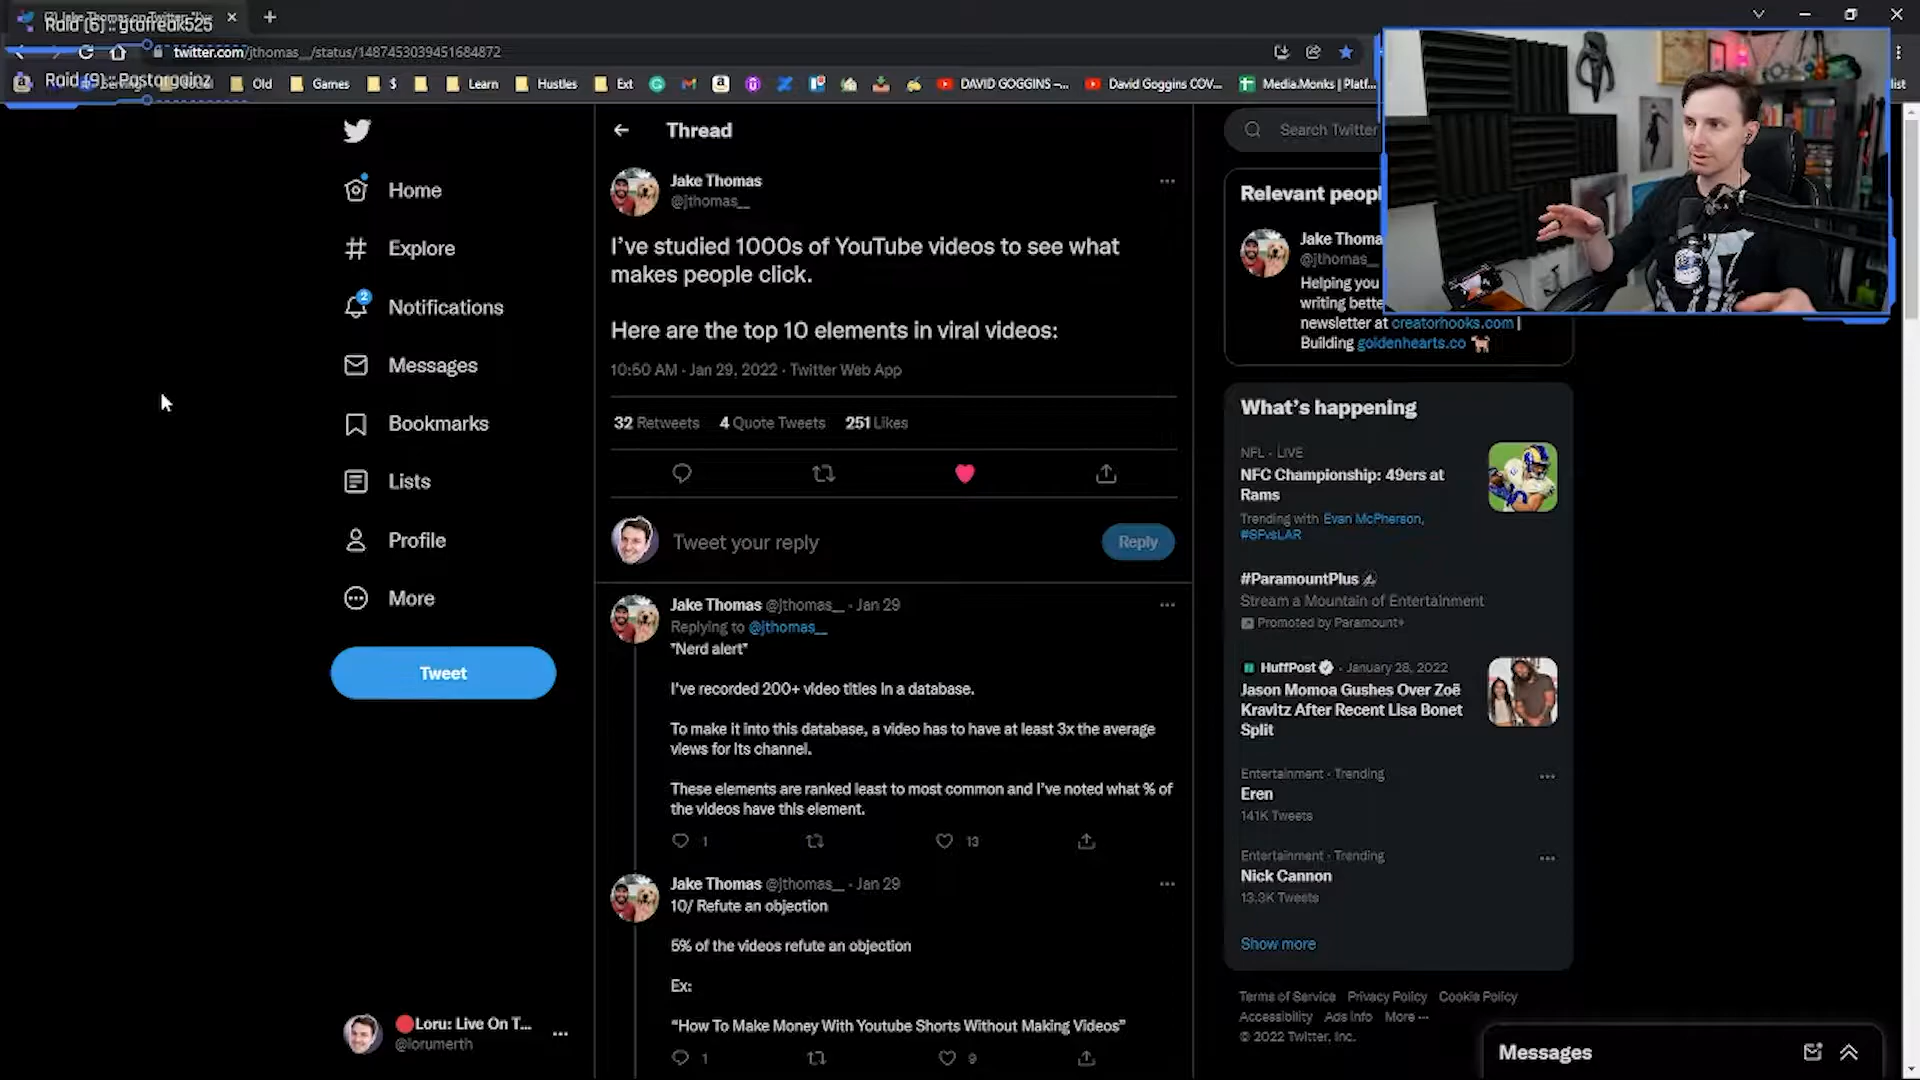 (2) Jake Thomas on Twitter: "I've
Raid (6) :: gtafreak525
twitter.com/jthomas__/status/1487453039451684872
Raid (9) :: Pastorgainz
Old
Games
$
Learn
Hustles
Ext
DAVID GOGGINS –...
David Goggins COV...
Media.Monks | Platf...
list
Home
Explore
2
Notifications
Messages
Bookmarks
Lists
Profile
More
Tweet
Loru: Live On T...
@lorumerth
Thread
Jake Thomas
@jthomas__
I've studied 1000s of YouTube videos to see what
makes people click.
Here are the top 10 elements in viral videos:
10:50 AM · Jan 29, 2022 · Twitter Web App
32 Retweets 4 Quote Tweets 251 Likes
Tweet your reply
Reply
Jake Thomas @jthomas__ · Jan 29
Replying to @jthomas__
*Nerd alert*
I've recorded 200+ video titles in a database.
To make it into this database, a video has to have at least 3x the average
views for its channel.
These elements are ranked least to most common and I've noted what % of
the videos have this element.
1
13
Jake Thomas @jthomas__ · Jan 29
10/ Refute an objection
5% of the videos refute an objection
Ex:
"How To Make Money With Youtube Shorts Without Making Videos"
1
9
Search Twitter
Relevant peopl
Jake Thoma
@jthomas_
Helping you
writing bette
newsletter at creatorhooks.com |
Building goldenhearts.co
What's happening
NFL · LIVE
NFC Championship: 49ers at
Rams
Trending with Evan McPherson,
#SFvsLAR
#ParamountPlus
Stream a Mountain of Entertainment
Promoted by Paramount+
HuffPost · January 28, 2022
Jason Momoa Gushes Over Zoë
Kravitz After Recent Lisa Bonet
Split
Entertainment · Trending
Eren
141K Tweets
Entertainment · Trending
Nick Cannon
13.3K Tweets
Show more
Terms of Service Privacy Policy Cookie Policy
Accessibility Ads info More ···
© 2022 Twitter, Inc.
Messages